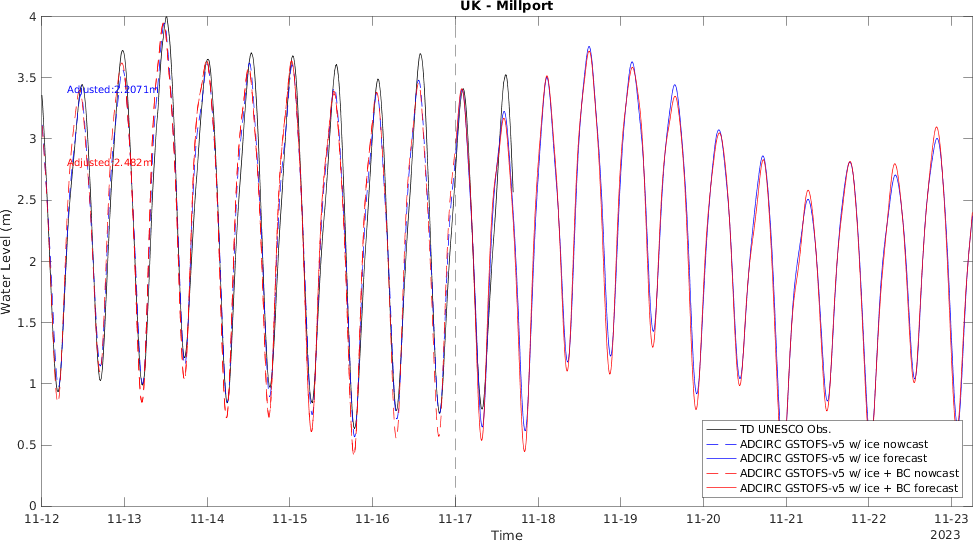 UK - Millport
Water Level (m)
4
3.5
3
2.5
2
1.5
1
0.5
0
Adjusted:2.2071m
Adjusted:2.482m
TD UNESCO Obs.
ADCIRC GSTOFS-v5 w/ ice nowcast
ADCIRC GSTOFS-v5 w/ ice forecast
ADCIRC GSTOFS-v5 w/ ice + BC nowcast
ADCIRC GSTOFS-v5 w/ ice + BC forecast
11-12 11-13 11-14 11-15 11-16 11-17 11-18 11-19 11-20 11-21 11-22 11-23
2023
Time